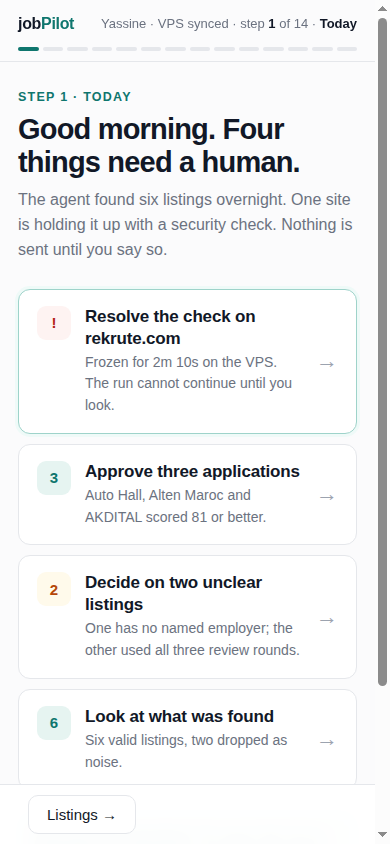 jobPilot
Yassine · VPS synced · step 1 of 14 · Today
STEP 1 · TODAY
Good morning. Four
things need a human.
The agent found six listings overnight. One site
is holding it up with a security check. Nothing is
sent until you say so.
!
Resolve the check on
rekrute.com
Frozen for 2m 10s on the VPS.
The run cannot continue until you
look.
→
3
Approve three applications
Auto Hall, Alten Maroc and
AKDITAL scored 81 or better.
→
2
Decide on two unclear
listings
One has no named employer; the
other used all three review rounds.
→
6
Look at what was found
Six valid listings, two dropped as
noise.
→
Listings →